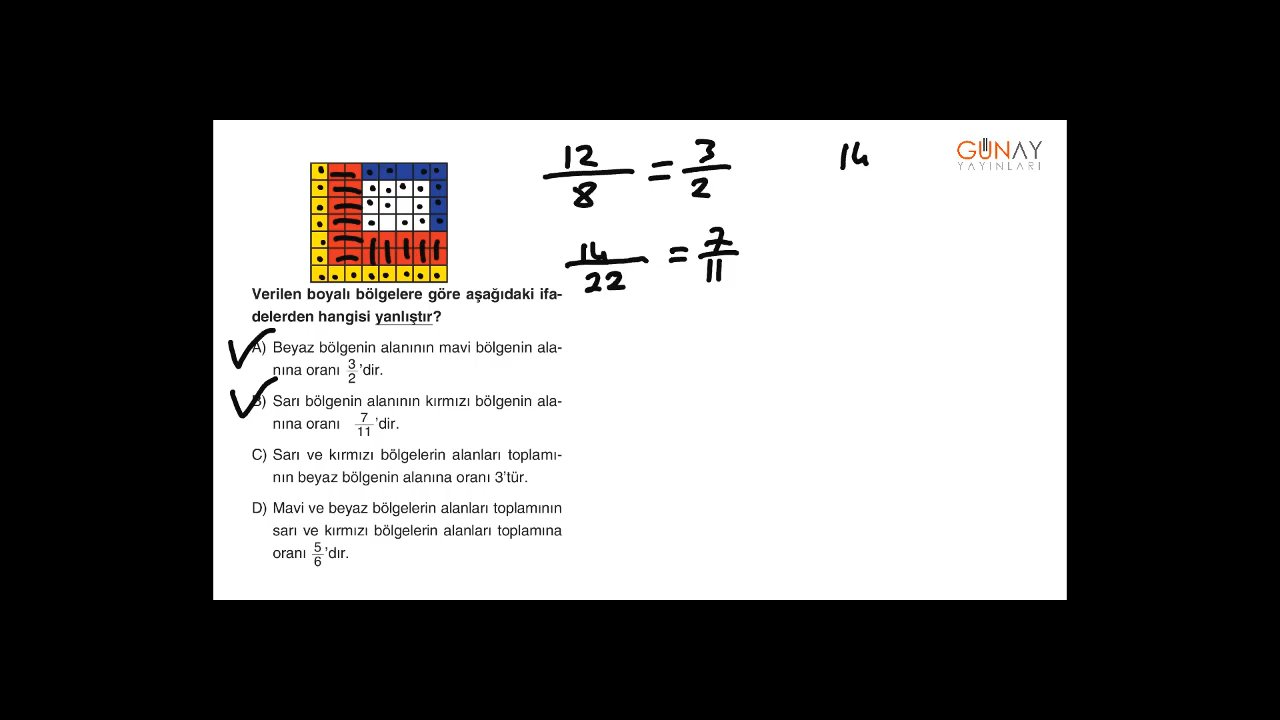 12 3 14
— = —
8 2
GÜNAY
YAYINLARI
14 7
— = —
22 11
Verilen boyalı bölgelere göre aşağıdaki ifa-
delerden hangisi yanlıştır?
A) Beyaz bölgenin alanının mavi bölgenin ala-
nına oranı 3/2'dir.
B) Sarı bölgenin alanının kırmızı bölgenin ala-
nına oranı 7/11'dir.
C) Sarı ve kırmızı bölgelerin alanları toplamı-
nın beyaz bölgenin alanına oranı 3'tür.
D) Mavi ve beyaz bölgelerin alanları toplamının
sarı ve kırmızı bölgelerin alanları toplamına
oranı 5/6'dır.